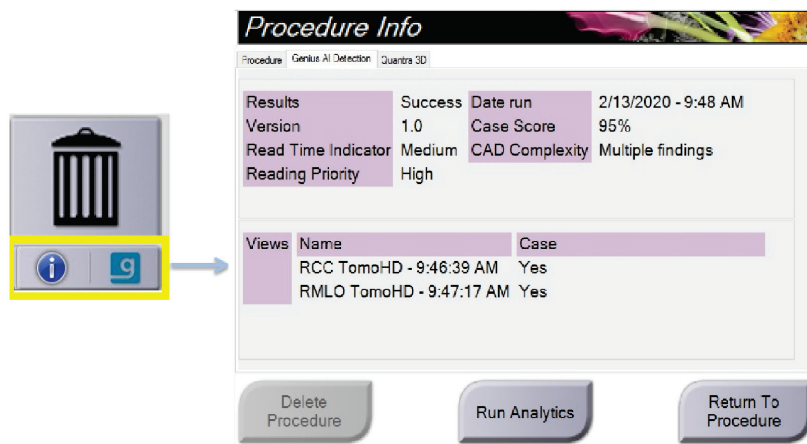 Procedure Info
Procedure Genius AI Detection Quantra 3D
Results Success Date run 2/13/2020 - 9:48 AM
Version 1.0 Case Score 95%
Read Time Indicator Medium CAD Complexity Multiple findings
Reading Priority High
Views Name Case
RCC TomoHD - 9:46:39 AM Yes
RMLO TomoHD - 9:47:17 AM Yes
i g
Delete
Procedure
Run Analytics
Return To
Procedure